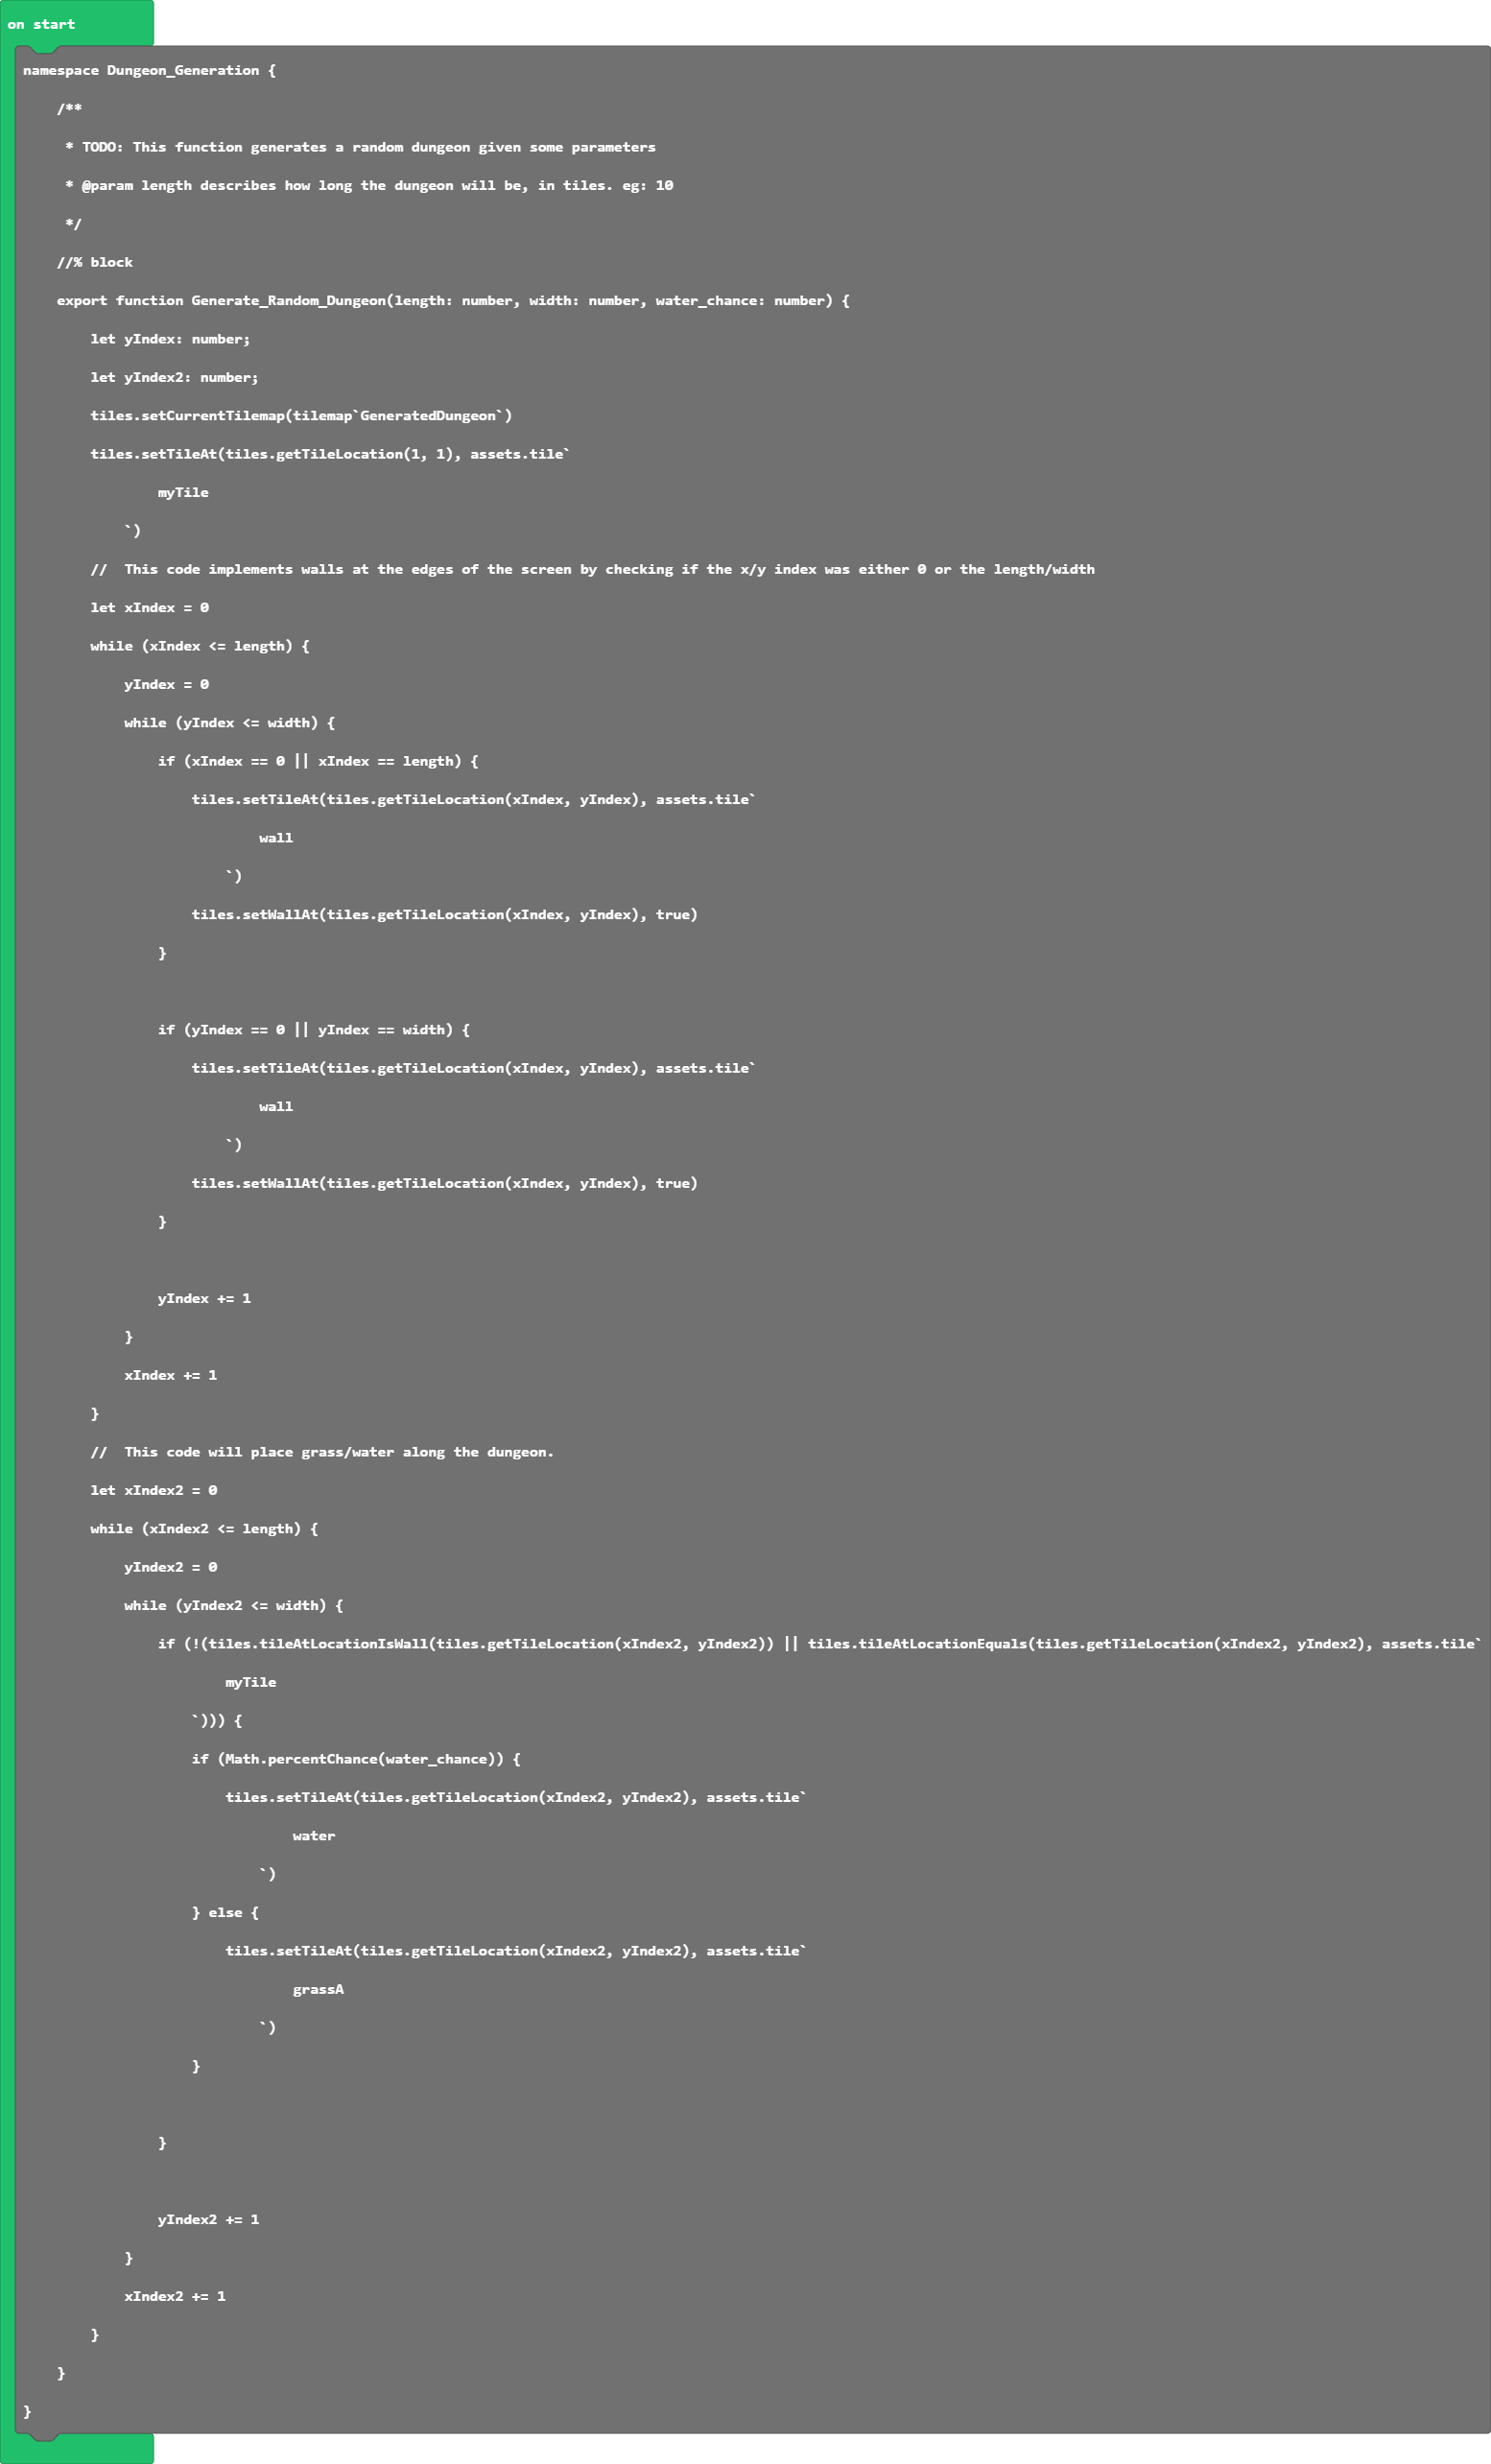 on start
namespace Dungeon_Generation {
    /**
     * TODO: This function generates a random dungeon given some parameters
     * @param length describes how long the dungeon will be, in tiles. eg: 10
     */
    //% block
    export function Generate_Random_Dungeon(length: number, width: number, water_chance: number) {
        let yIndex: number;
        let yIndex2: number;
        tiles.setCurrentTilemap(tilemap`GeneratedDungeon`)
        tiles.setTileAt(tiles.getTileLocation(1, 1), assets.tile`
                myTile
            `)
        //  This code implements walls at the edges of the screen by checking if the x/y index was either 0 or the length/width
        let xIndex = 0
        while (xIndex <= length) {
            yIndex = 0
            while (yIndex <= width) {
                if (xIndex == 0 || xIndex == length) {
                    tiles.setTileAt(tiles.getTileLocation(xIndex, yIndex), assets.tile`
                            wall
                        `)
                    tiles.setWallAt(tiles.getTileLocation(xIndex, yIndex), true)
                }
                if (yIndex == 0 || yIndex == width) {
                    tiles.setTileAt(tiles.getTileLocation(xIndex, yIndex), assets.tile`
                            wall
                        `)
                    tiles.setWallAt(tiles.getTileLocation(xIndex, yIndex), true)
                }
                yIndex += 1
            }
            xIndex += 1
        }
        //  This code will place grass/water along the dungeon.
        let xIndex2 = 0
        while (xIndex2 <= length) {
            yIndex2 = 0
            while (yIndex2 <= width) {
                if (!(tiles.tileAtLocationIsWall(tiles.getTileLocation(xIndex2, yIndex2)) || tiles.tileAtLocationEquals(tiles.getTileLocation(xIndex2, yIndex2), assets.tile`
                        myTile
                    `))) {
                    if (Math.percentChance(water_chance)) {
                        tiles.setTileAt(tiles.getTileLocation(xIndex2, yIndex2), assets.tile`
                                water
                            `)
                    } else {
                        tiles.setTileAt(tiles.getTileLocation(xIndex2, yIndex2), assets.tile`
                                grassA
                            `)
                    }
                }
                yIndex2 += 1
            }
            xIndex2 += 1
        }
    }
}